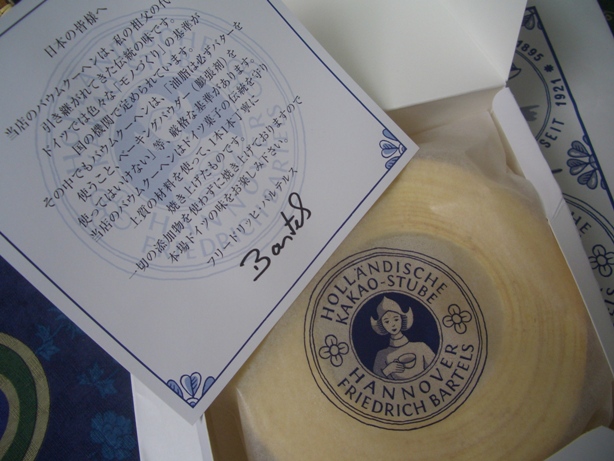 日本の皆様へ
当店のバウムクーヘンは、私の祖父の代
引き継がれてきた伝統の味です。
ドイツでは色々な「モノづくり」の基準が
国の機関で定められています。
その中でもバウムクーヘンは、「油脂は必ずバターを
使うこと、ベーキングパウダー(膨張剤)を
使ってはいけない」等、厳格な基準があります。
当店のバウムクーヘンはドイツ菓子の伝統を守り
上質の材料を使って1本1本丁寧に
焼き上げたものです。
一切の添加物を使わずに焼き上げておりますので
本場ドイツの味をお楽しみ下さい。
フリードリッヒ・バルテルス
Bartels
HOLLÄNDISCHE
KAKAO-STUBE
HANNOVER
FRIEDRICH BARTELS
1895
SEIT 1921